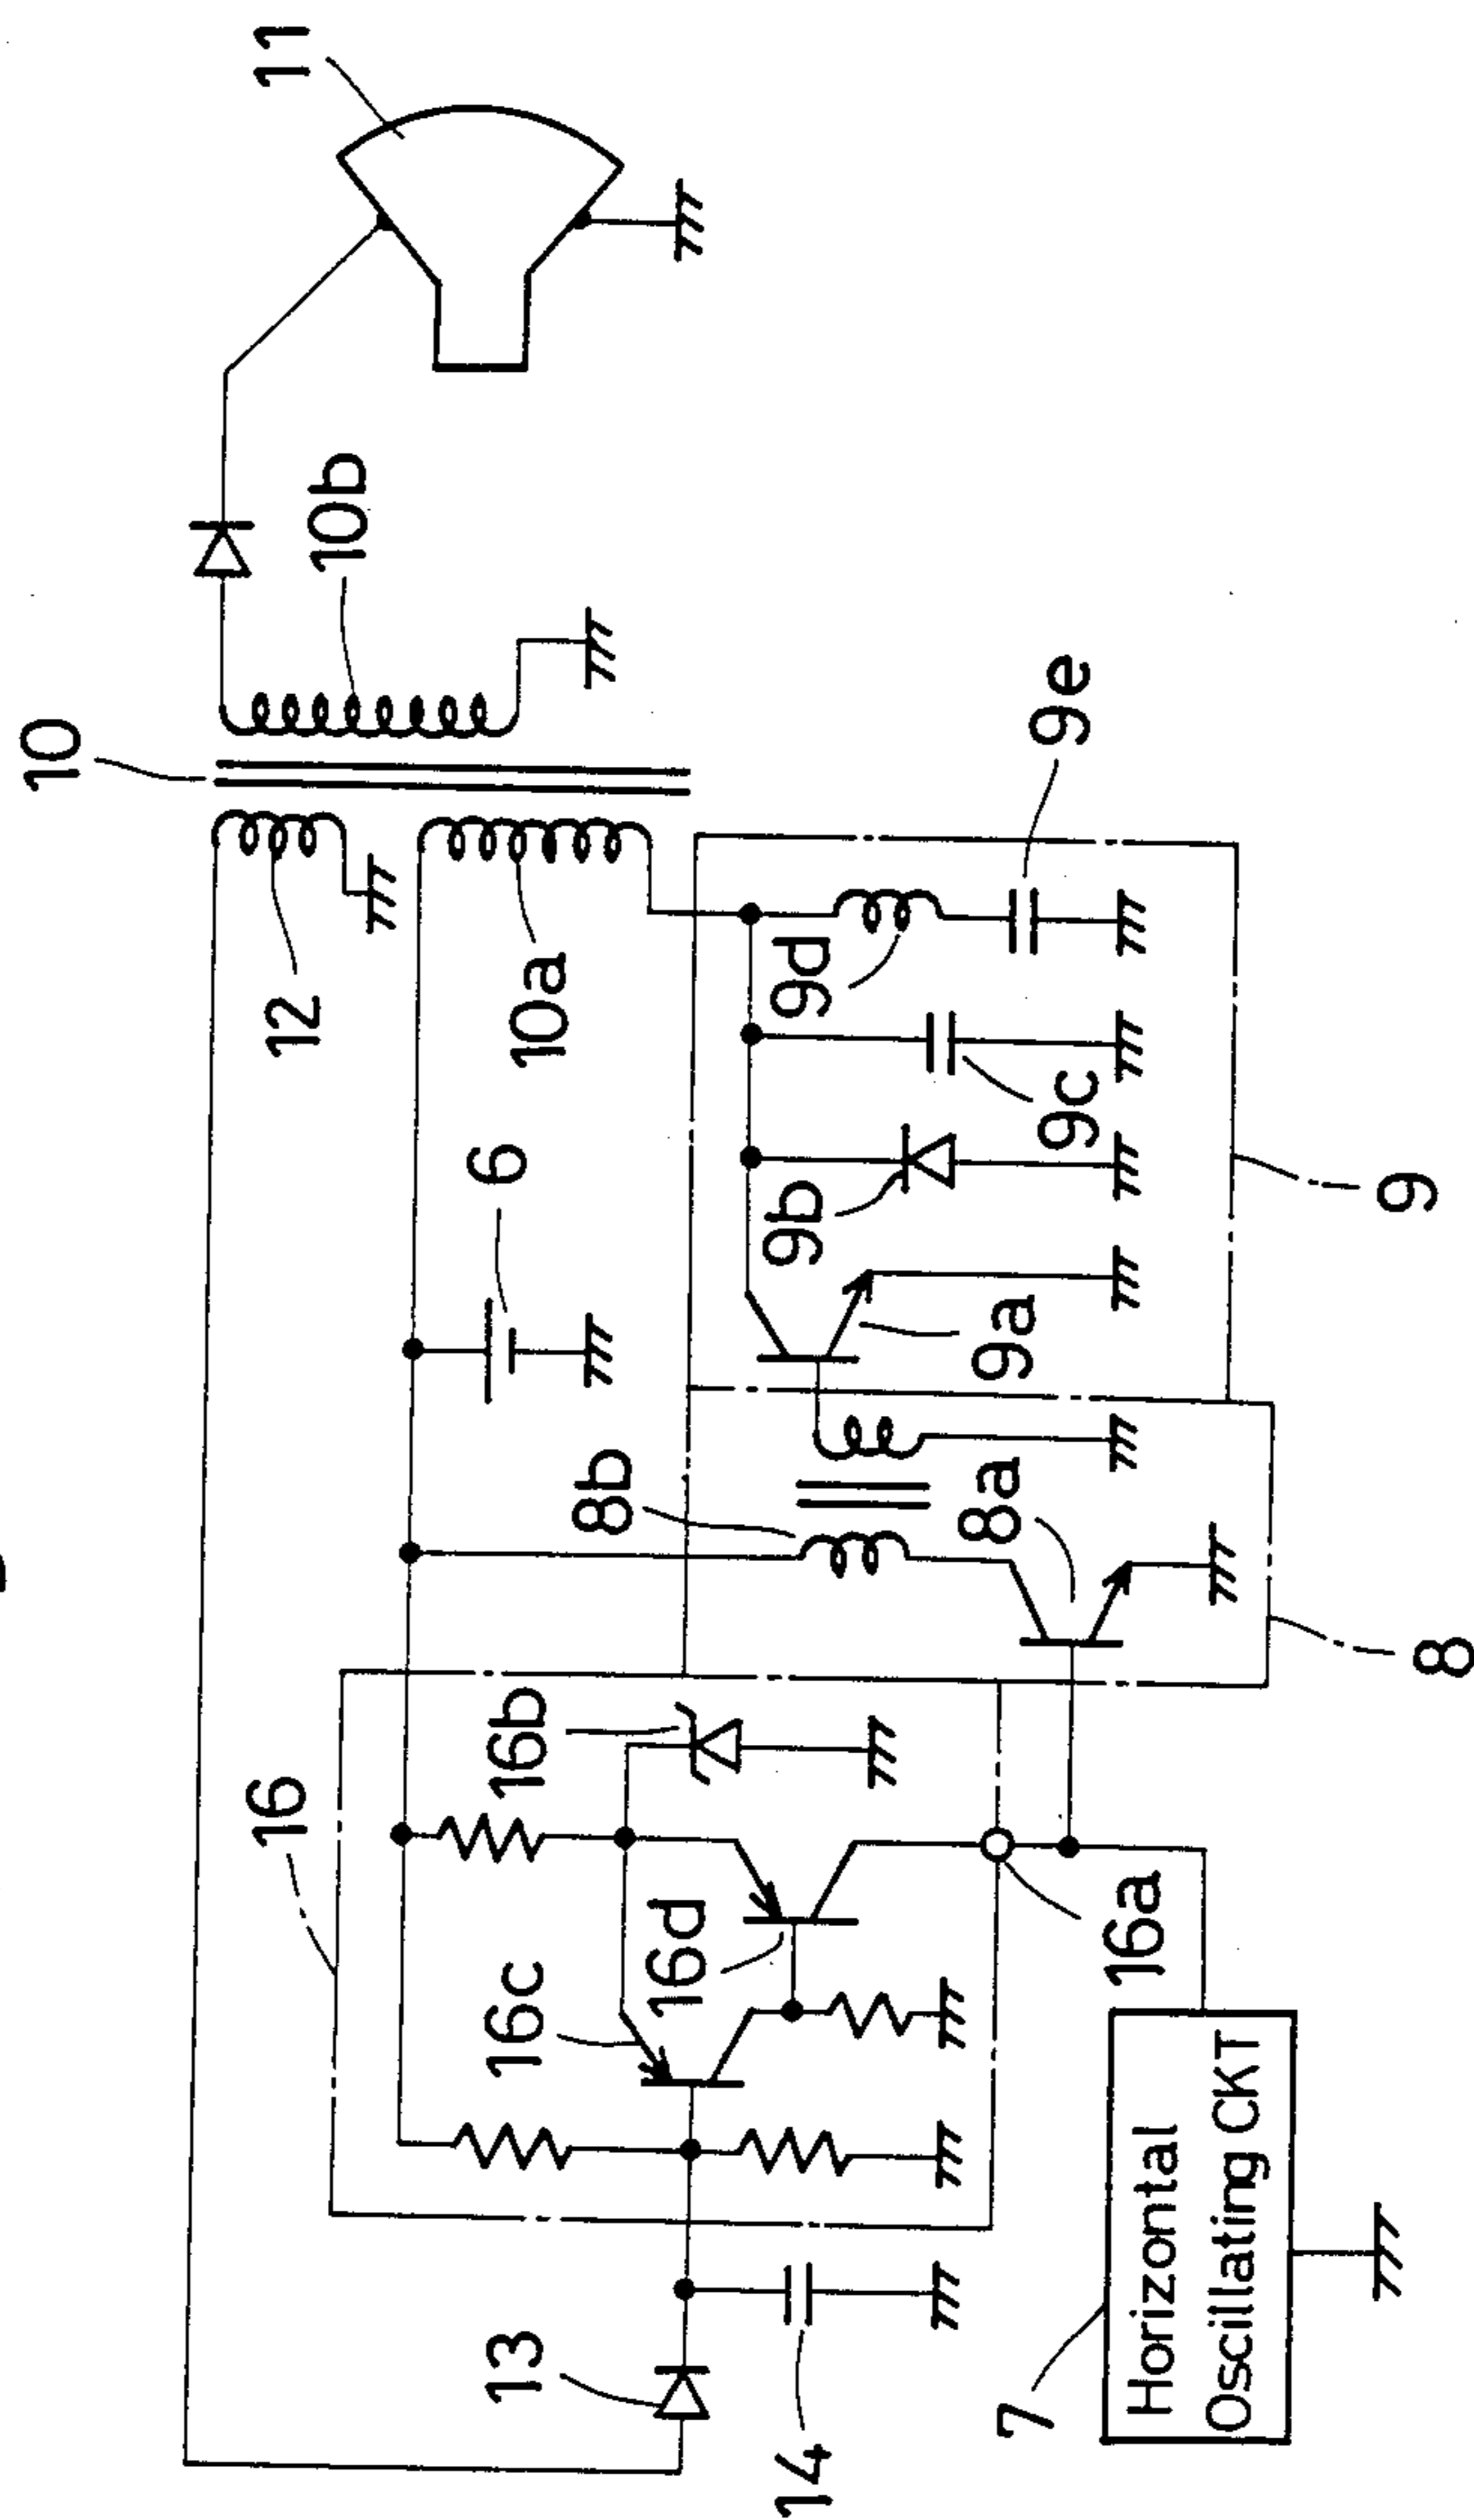 11
10
10b
12
10a
6
9e
9d
9c
9b
9a
9
8b
8a
8
16
16b
16c
16d
16a
13
14
7
Horizontal
Oscillating CKT